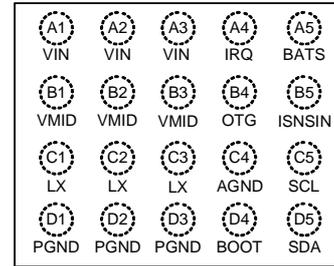 A1 A2 A3 A4 A5
VIN VIN VIN IRQ BATS
B1 B2 B3 B4 B5
VMID VMID VMID OTG ISNSIN
C1 C2 C3 C4 C5
LX LX LX AGND SCL
D1 D2 D3 D4 D5
PGND PGND PGND BOOT SDA